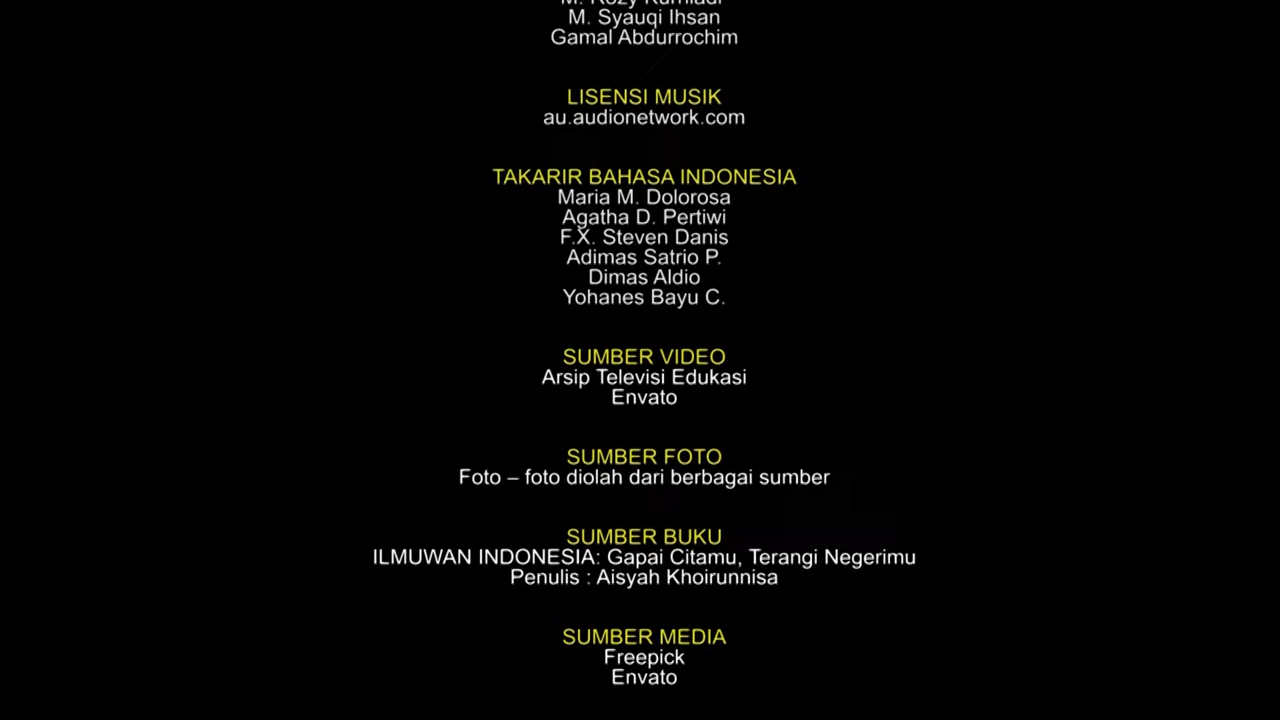 M. Syauqi Ihsan
Gamal Abdurrochim
LISENSI MUSIK
au.audionetwork.com
TAKARIR BAHASA INDONESIA
Maria M. Dolorosa
Agatha D. Pertiwi
F.X. Steven Danis
Adimas Satrio P.
Dimas Aldio
Yohanes Bayu C.
SUMBER VIDEO
Arsip Televisi Edukasi
Envato
SUMBER FOTO
Foto – foto diolah dari berbagai sumber
SUMBER BUKU
ILMUWAN INDONESIA: Gapai Citamu, Terangi Negerimu
Penulis : Aisyah Khoirunnisa
SUMBER MEDIA
Freepick
Envato